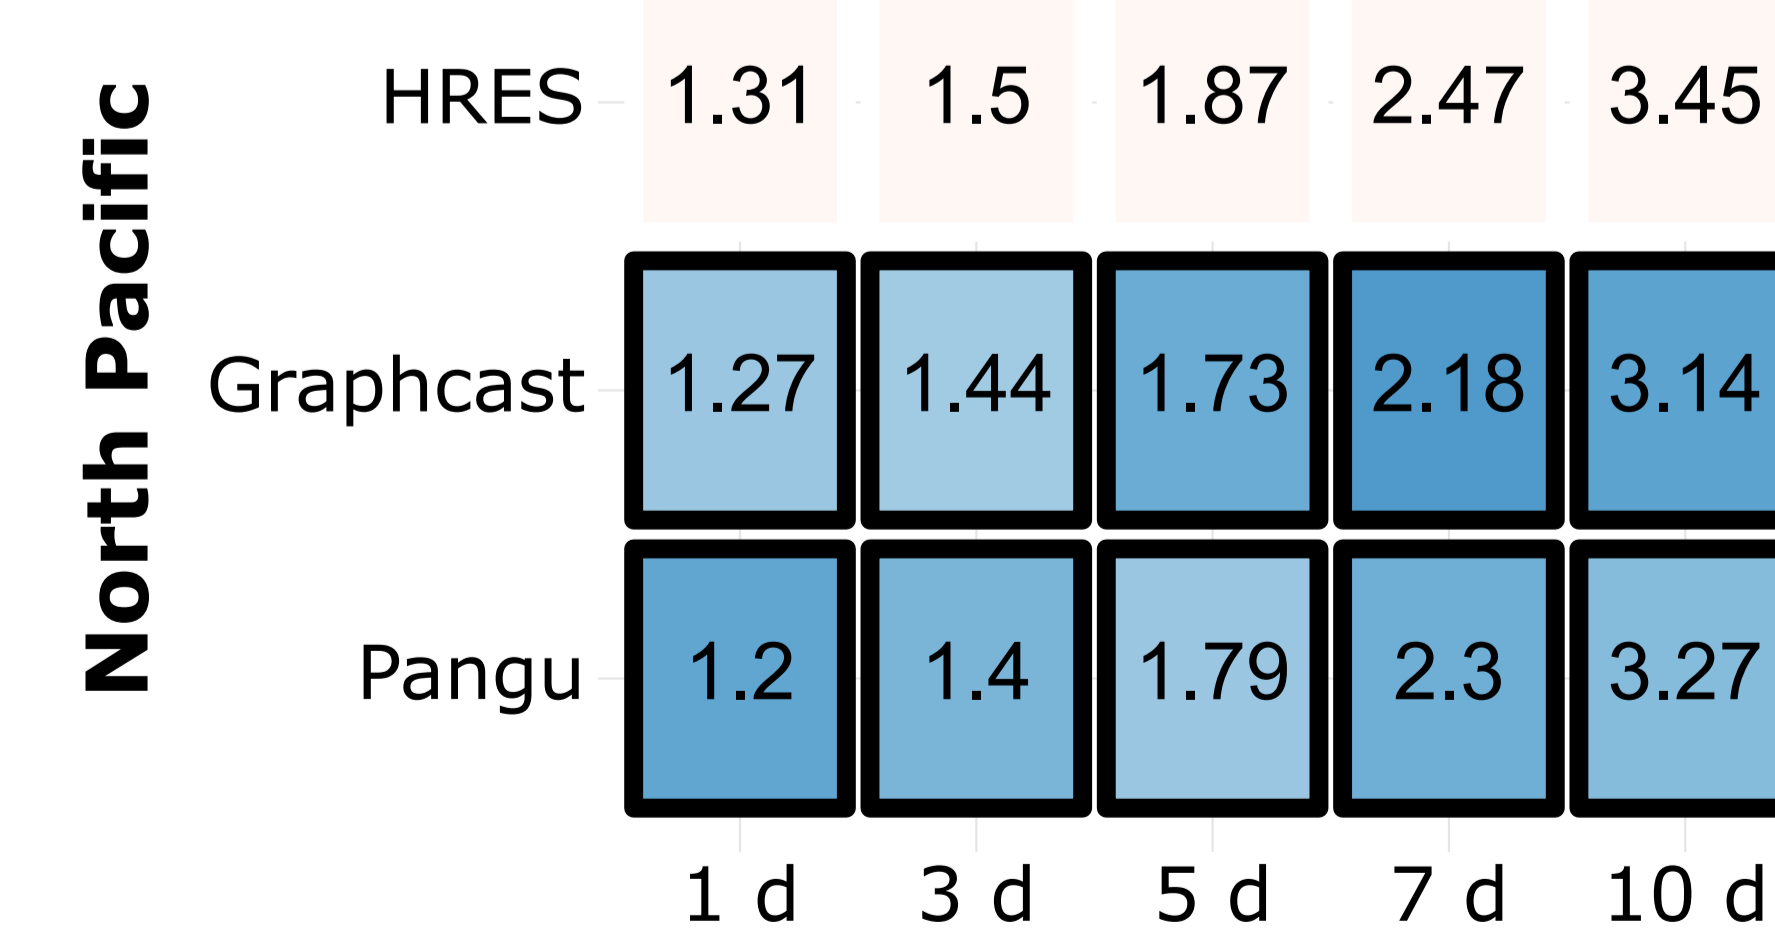 North Pacific
HRES 1.31 1.5 1.87 2.47 3.45
Graphcast 1.27 1.44 1.73 2.18 3.14
Pangu 1.2 1.4 1.79 2.3 3.27
1 d 3 d 5 d 7 d 10 d